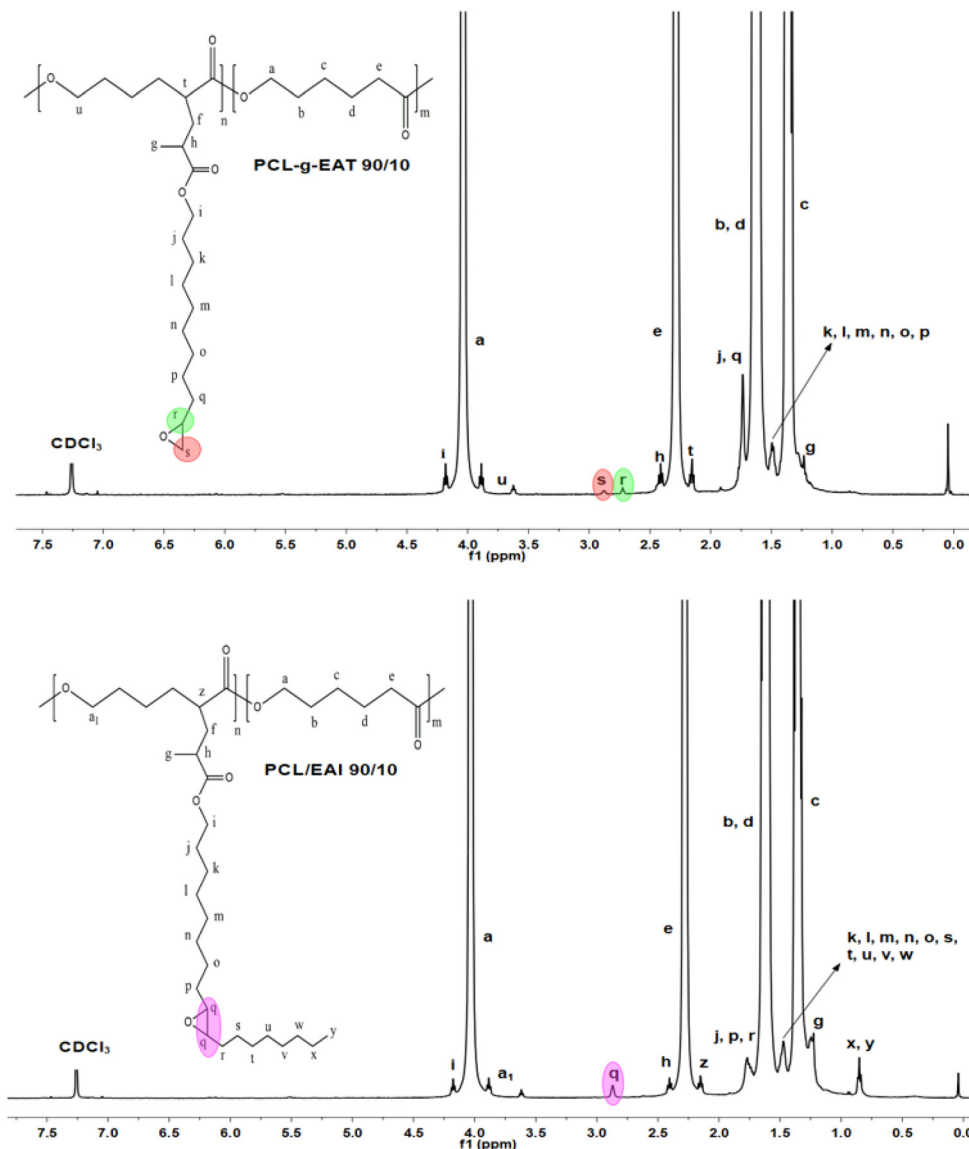 O O t a c e
u f n O b d m
g h O
O
PCL-g-EAT 90/10
O i
j
k
l
m
n
o
p
q
r
O s
CDCl₃
i a u s r h e t j, q b, d c
k, l, m, n, o, p
g
7.5 7.0 6.5 6.0 5.5 5.0 4.5 4.0 3.5 3.0 2.5 2.0 1.5 1.0 0.5 0.0
f1 (ppm)
O O z a c e
a₁ f n O b d m
g h O
O
PCL/EAI 90/10
O i
j
k
l
m
n
o
p
q
O q
r s t u v w x y
CDCl₃
i a a₁ q h e z j, p, r b, d c
k, l, m, n, o, s,
t, u, v, w
g
x, y
7.5 7.0 6.5 6.0 5.5 5.0 4.5 4.0 3.5 3.0 2.5 2.0 1.5 1.0 0.5 0.0
f1 (ppm)